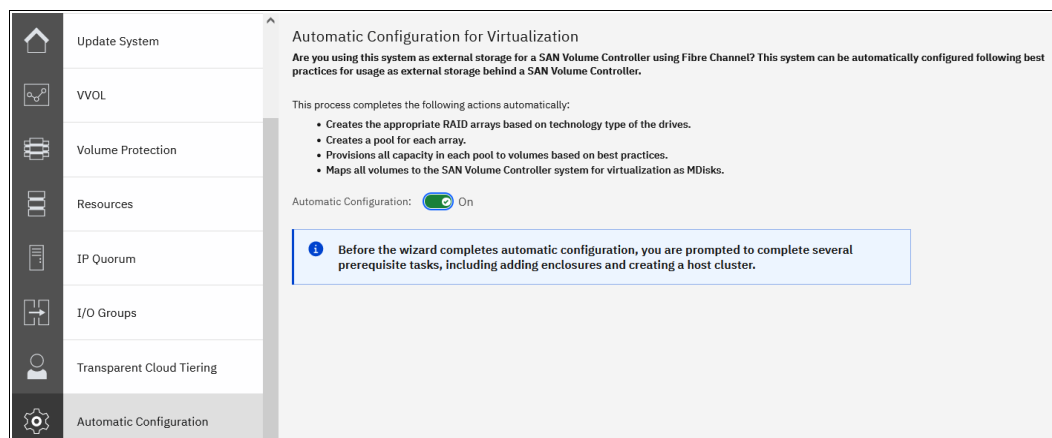 Update System
VVOL
Volume Protection
Resources
IP Quorum
I/O Groups
Transparent Cloud Tiering
Automatic Configuration
Automatic Configuration for Virtualization
Are you using this system as external storage for a SAN Volume Controller using Fibre Channel? This system can be automatically configured following best
practices for usage as external storage behind a SAN Volume Controller.
This process completes the following actions automatically:
• Creates the appropriate RAID arrays based on technology type of the drives.
• Creates a pool for each array.
• Provisions all capacity in each pool to volumes based on best practices.
• Maps all volumes to the SAN Volume Controller system for virtualization as MDisks.
Automatic Configuration: On
Before the wizard completes automatic configuration, you are prompted to complete several
prerequisite tasks, including adding enclosures and creating a host cluster.